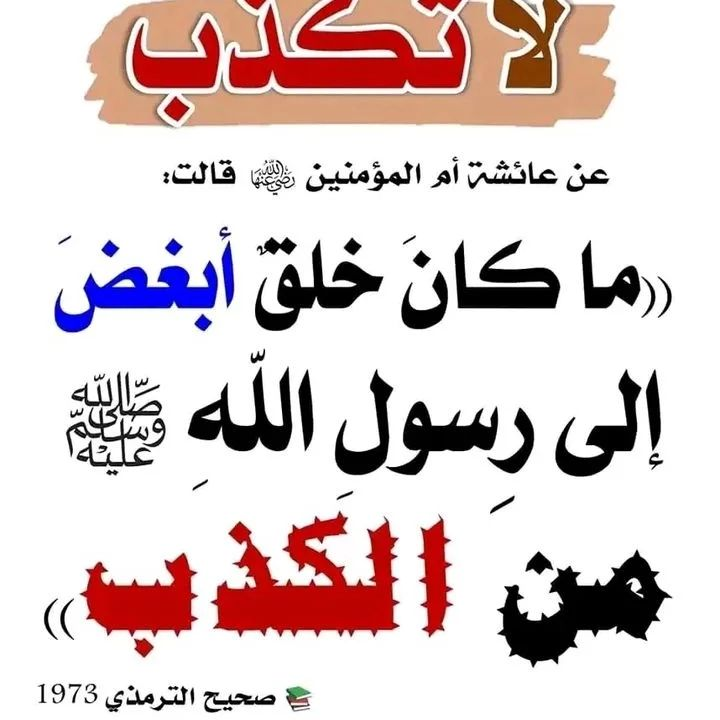 لا تكذب
عن عائشة أم المؤمنين رضي الله عنها قالت:
((ما كانَ خلقٌ أبغضَ
إلى رِسولِ اللّهِ ﷺ
من الكَذِب))
صحيح الترمذي 1973